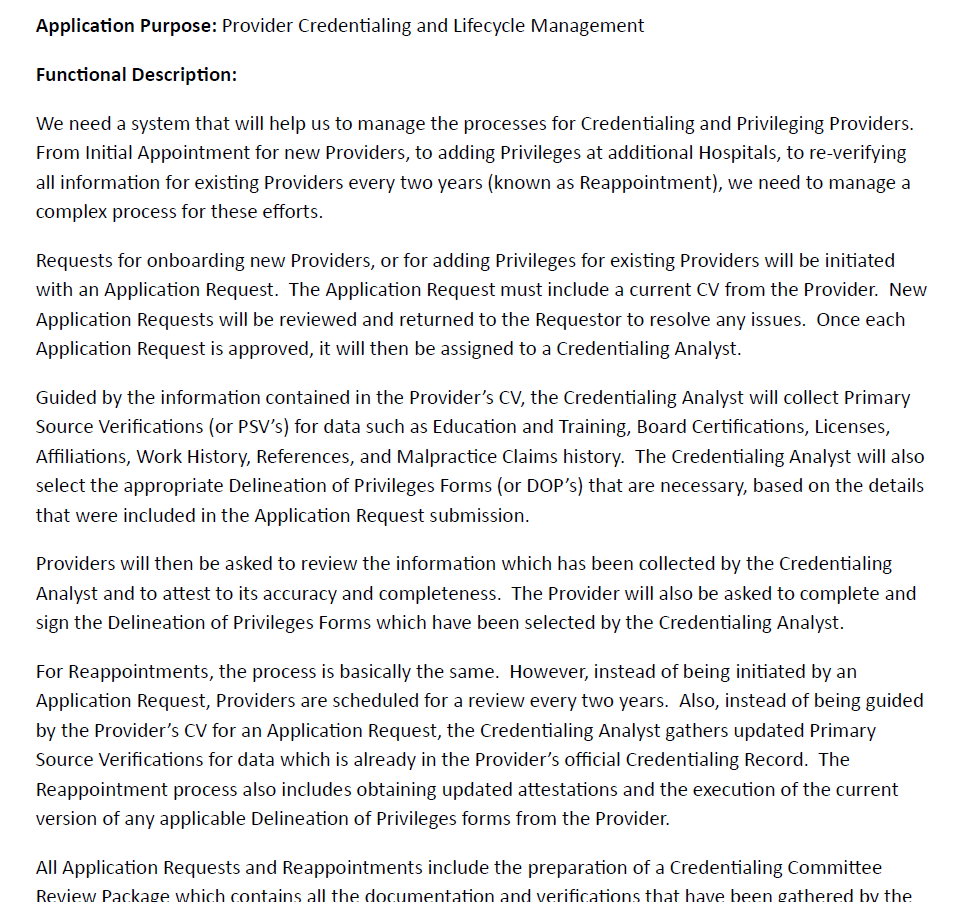 Application Purpose: Provider Credentialing and Lifecycle Management
Functional Description:
We need a system that will help us to manage the processes for Credentialing and Privileging Providers.
From Initial Appointment for new Providers, to adding Privileges at additional Hospitals, to re-verifying
all information for existing Providers every two years (known as Reappointment), we need to manage a
complex process for these efforts.
Requests for onboarding new Providers, or for adding Privileges for existing Providers will be initiated
with an Application Request.  The Application Request must include a current CV from the Provider.  New
Application Requests will be reviewed and returned to the Requestor to resolve any issues.  Once each
Application Request is approved, it will then be assigned to a Credentialing Analyst.
Guided by the information contained in the Provider’s CV, the Credentialing Analyst will collect Primary
Source Verifications (or PSV’s) for data such as Education and Training, Board Certifications, Licenses,
Affiliations, Work History, References, and Malpractice Claims history.  The Credentialing Analyst will also
select the appropriate Delineation of Privileges Forms (or DOP’s) that are necessary, based on the details
that were included in the Application Request submission.
Providers will then be asked to review the information which has been collected by the Credentialing
Analyst and to attest to its accuracy and completeness.  The Provider will also be asked to complete and
sign the Delineation of Privileges Forms which have been selected by the Credentialing Analyst.
For Reappointments, the process is basically the same.  However, instead of being initiated by an
Application Request, Providers are scheduled for a review every two years.  Also, instead of being guided
by the Provider’s CV for an Application Request, the Credentialing Analyst gathers updated Primary
Source Verifications for data which is already in the Provider’s official Credentialing Record.  The
Reappointment process also includes obtaining updated attestations and the execution of the current
version of any applicable Delineation of Privileges forms from the Provider.
All Application Requests and Reappointments include the preparation of a Credentialing Committee
Review Package which contains all the documentation and verifications that have been gathered by the